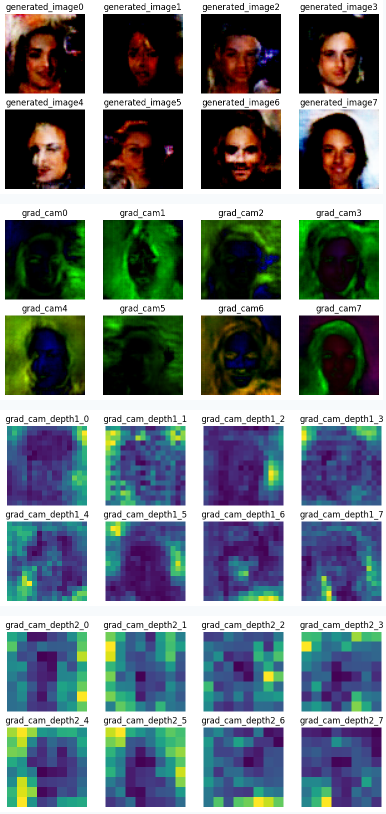 generated_image0 generated_image1 generated_image2 generated_image3
generated_image4 generated_image5 generated_image6 generated_image7
grad_cam0 grad_cam1 grad_cam2 grad_cam3
grad_cam4 grad_cam5 grad_cam6 grad_cam7
grad_cam_depth1_0 grad_cam_depth1_1 grad_cam_depth1_2 grad_cam_depth1_3
grad_cam_depth1_4 grad_cam_depth1_5 grad_cam_depth1_6 grad_cam_depth1_7
grad_cam_depth2_0 grad_cam_depth2_1 grad_cam_depth2_2 grad_cam_depth2_3
grad_cam_depth2_4 grad_cam_depth2_5 grad_cam_depth2_6 grad_cam_depth2_7